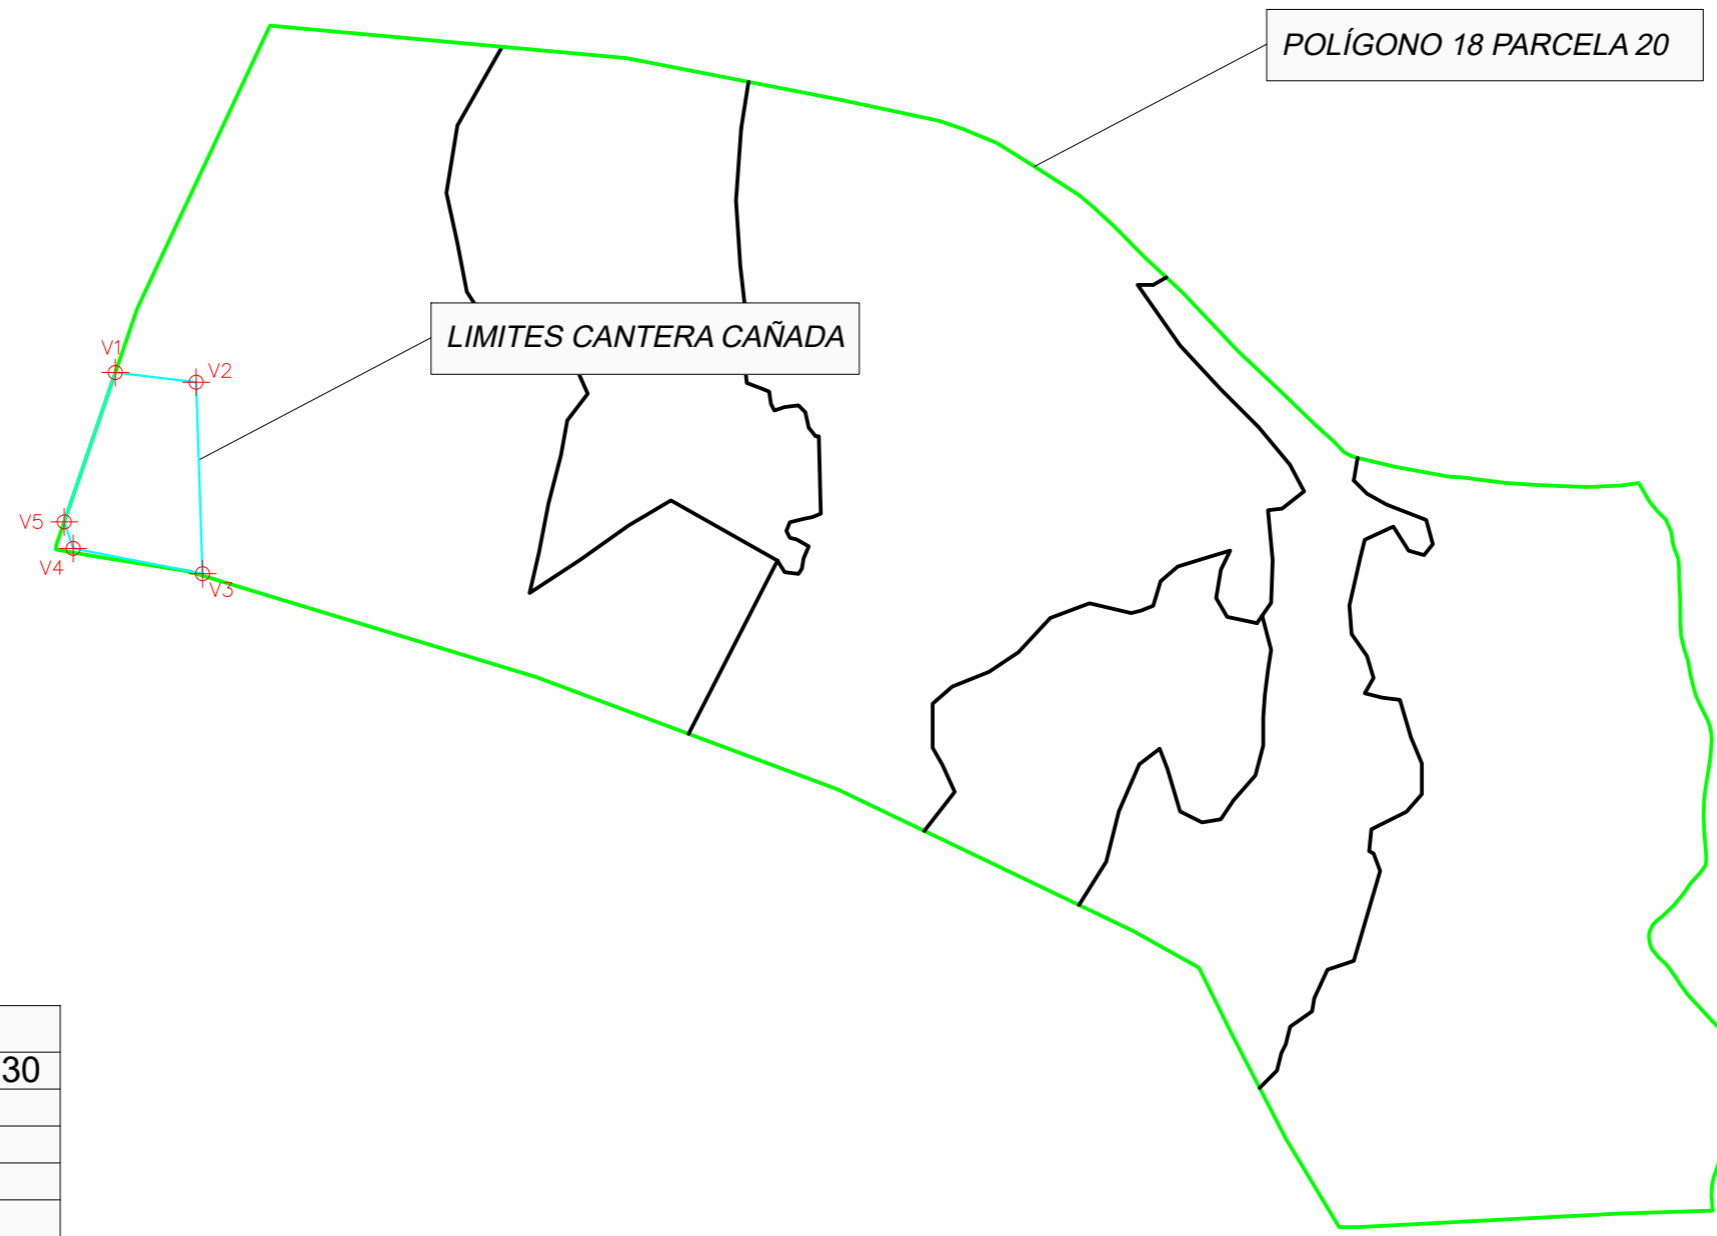 POLÍGONO 18 PARCELA 20
LIMITES CANTERA CAÑADA
V1
V2
V5
V4
V3
30